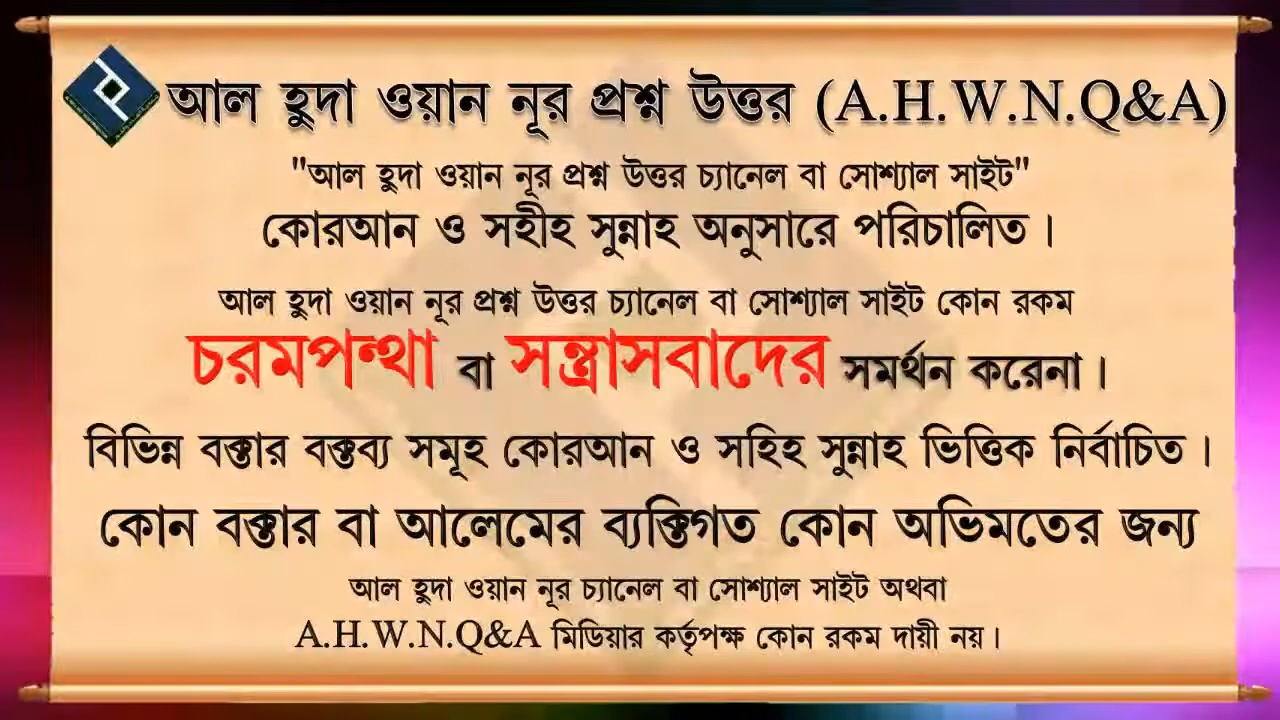 আল হুদা ওয়ান নূর প্রশ্ন উত্তর (A.H.W.N.Q&A)
"আল হুদা ওয়ান নূর প্রশ্ন উত্তর চ্যানেল বা সোশ্যাল সাইট"
কোরআন ও সহীহ সুন্নাহ অনুসারে পরিচালিত ।
আল হুদা ওয়ান নূর প্রশ্ন উত্তর চ্যানেল বা সোশ্যাল সাইট কোন রকম
চরমপন্থা বা সন্ত্রাসবাদের সমর্থন করেনা ।
বিভিন্ন বক্তার বক্তব্য সমূহ কোরআন ও সহিহ সুন্নাহ ভিত্তিক নির্বাচিত ।
কোন বক্তার বা আলেমের ব্যক্তিগত কোন অভিমতের জন্য
আল হুদা ওয়ান নূর চ্যানেল বা সোশ্যাল সাইট অথবা
A.H.W.N.Q&A মিডিয়ার কর্তৃপক্ষ কোন রকম দায়ী নয় ।